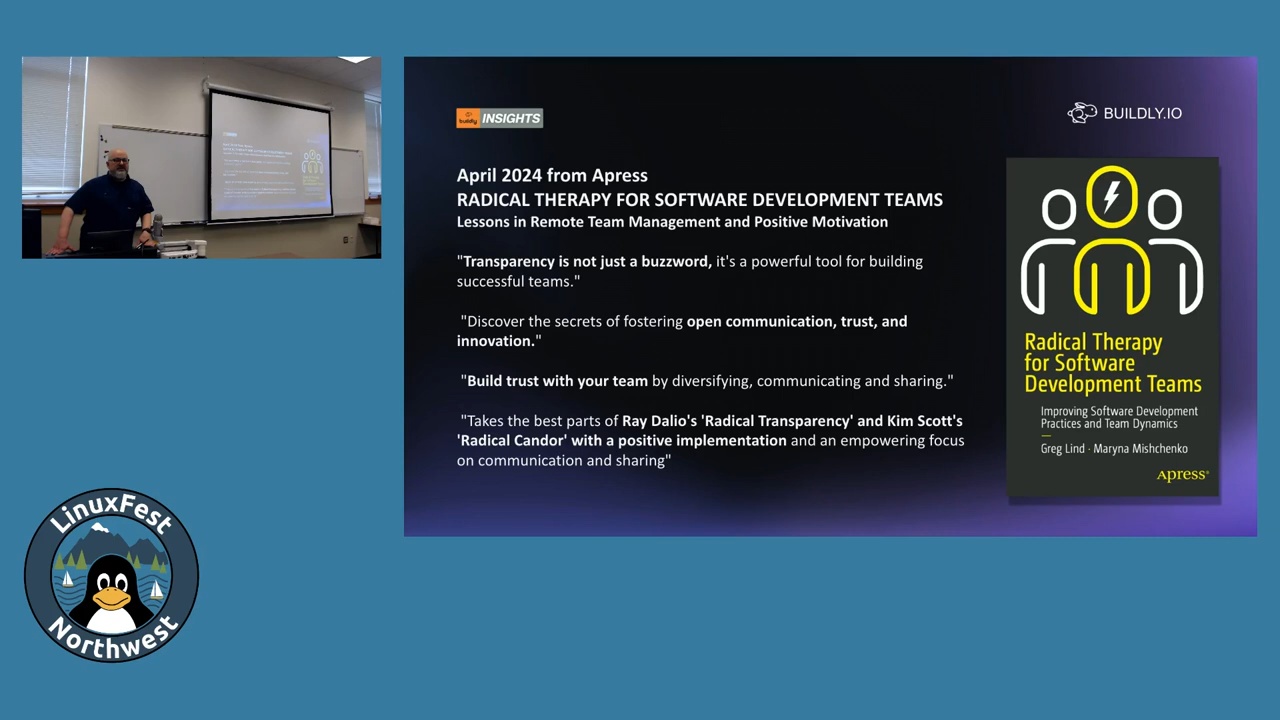 buildly INSIGHTS
BUILDLY.IO
April 2024 from Apress
RADICAL THERAPY FOR SOFTWARE DEVELOPMENT TEAMS
Lessons in Remote Team Management and Positive Motivation
"Transparency is not just a buzzword, it's a powerful tool for building
successful teams."
"Discover the secrets of fostering open communication, trust, and
innovation."
"Build trust with your team by diversifying, communicating and sharing."
"Takes the best parts of Ray Dalio's 'Radical Transparency' and Kim Scott's
'Radical Candor' with a positive implementation and an empowering focus
on communication and sharing"
Radical Therapy
for Software
Development Teams
Improving Software Development
Practices and Team Dynamics
Greg Lind · Maryna Mishchenko
Apress®
LinuxFest
Northwest